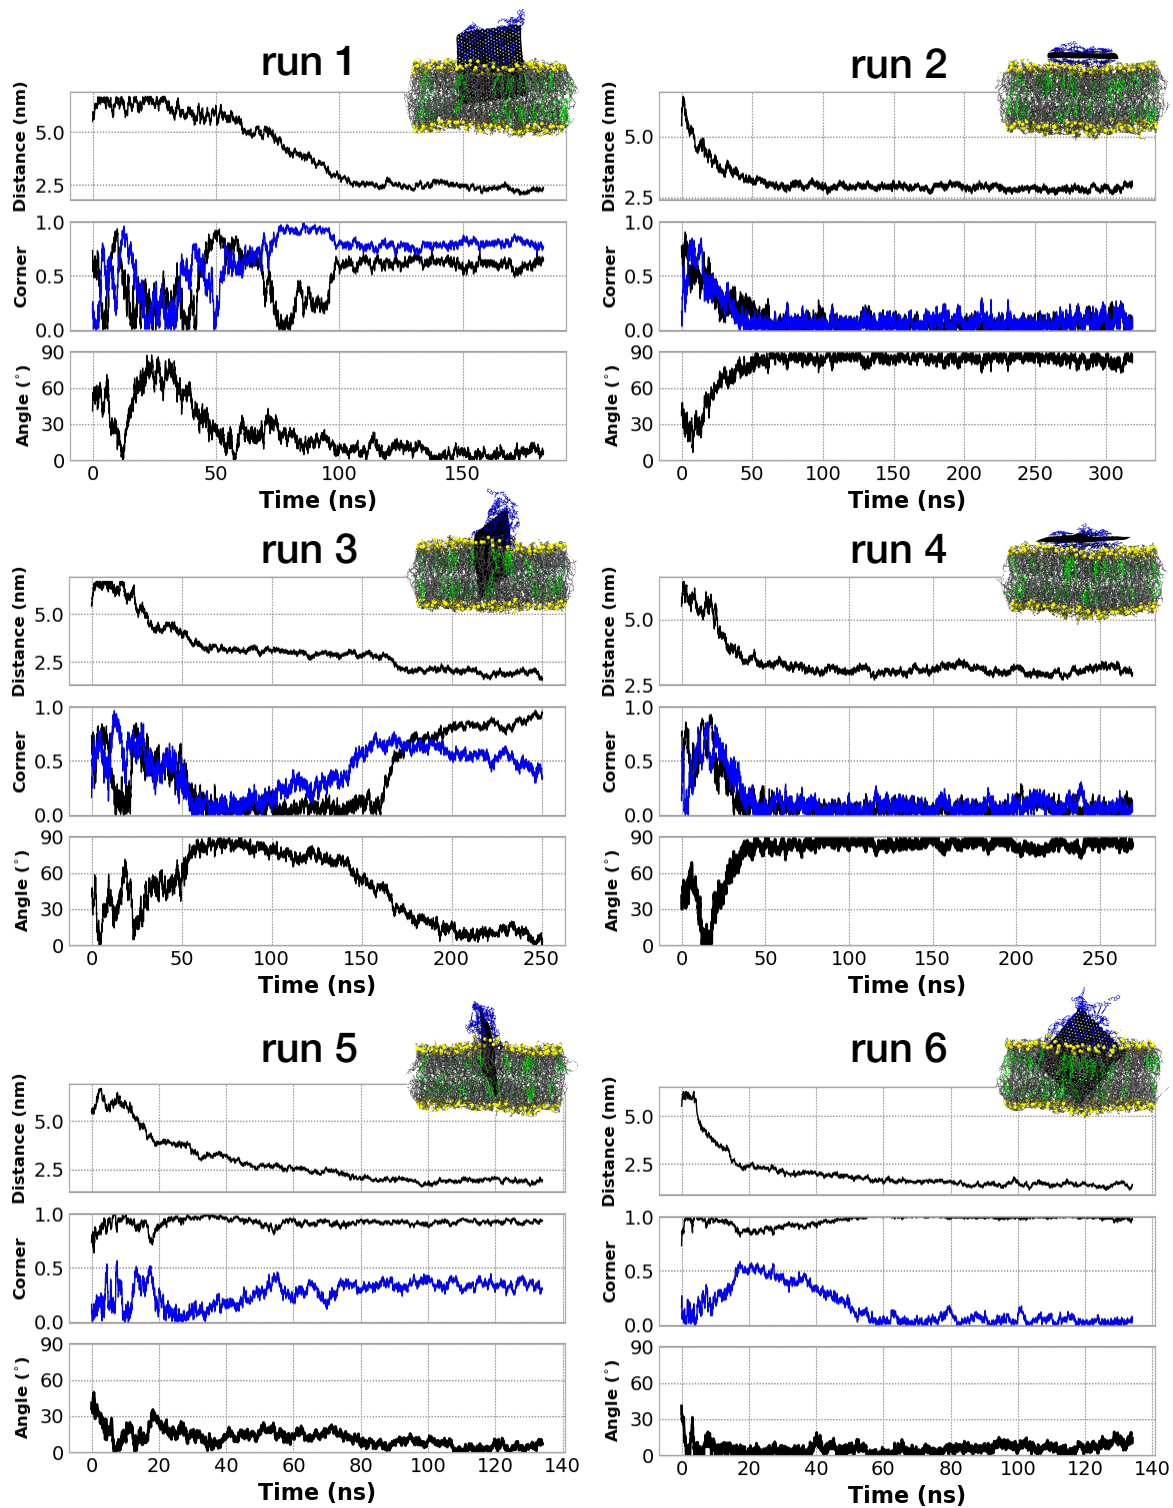 run 1
Distance (nm)
5.0
2.5
Corner
1.0
0.5
0.0
Angle (°)
90
60
30
0
0 50 100 150
Time (ns)
run 2
Distance (nm)
5.0
2.5
Corner
1.0
0.5
0.0
Angle (°)
90
60
30
0
0 50 100 150 200 250 300
Time (ns)
run 3
Distance (nm)
5.0
2.5
Corner
1.0
0.5
0.0
Angle (°)
90
60
30
0
0 50 100 150 200 250
Time (ns)
run 4
Distance (nm)
5.0
2.5
Corner
1.0
0.5
0.0
Angle (°)
90
60
30
0
0 50 100 150 200 250
Time (ns)
run 5
Distance (nm)
5.0
2.5
Corner
1.0
0.5
0.0
Angle (°)
90
60
30
0
0 20 40 60 80 100 120 140
Time (ns)
run 6
Distance (nm)
5.0
2.5
Corner
1.0
0.5
0.0
Angle (°)
90
60
30
0
0 20 40 60 80 100 120 140
Time (ns)